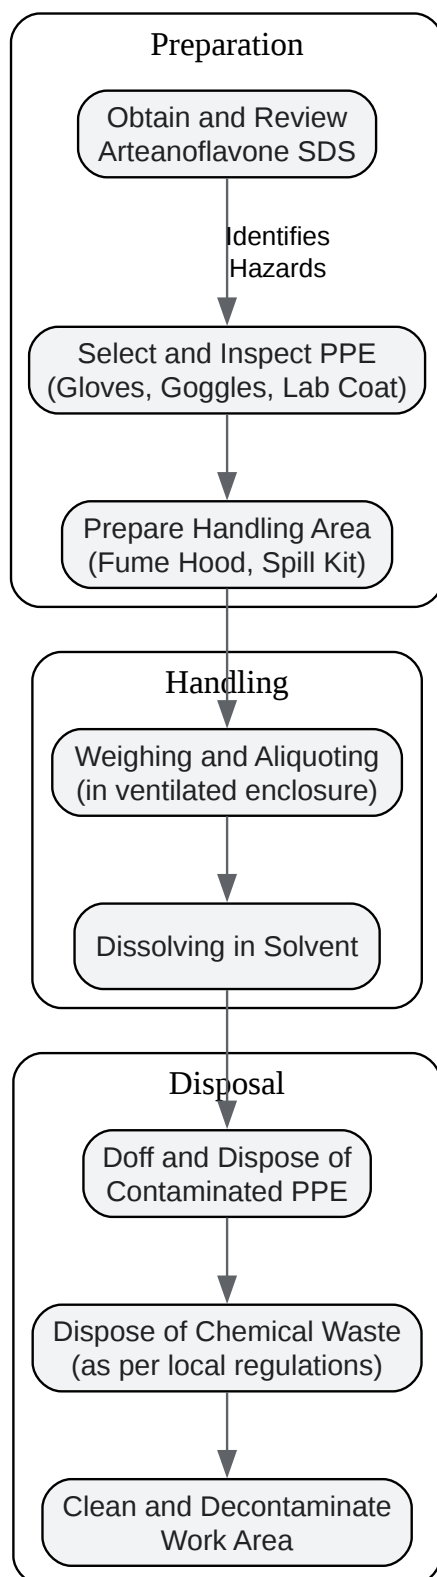 Preparation
Obtain and Review
Arteanoflavone SDS
Identifies
Hazards
Select and Inspect PPE
(Gloves, Goggles, Lab Coat)
Prepare Handling Area
(Fume Hood, Spill Kit)
Handling
Weighing and Aliquoting
(in ventilated enclosure)
Dissolving in Solvent
Disposal
Doff and Dispose of
Contaminated PPE
Dispose of Chemical Waste
(as per local regulations)
Clean and Decontaminate
Work Area